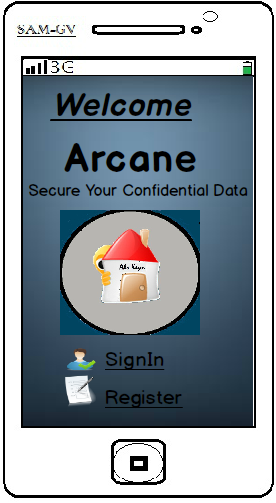 SAM-GV
3G
Welcome
Arcane
Secure Your Confidential Data
SignIn
Register